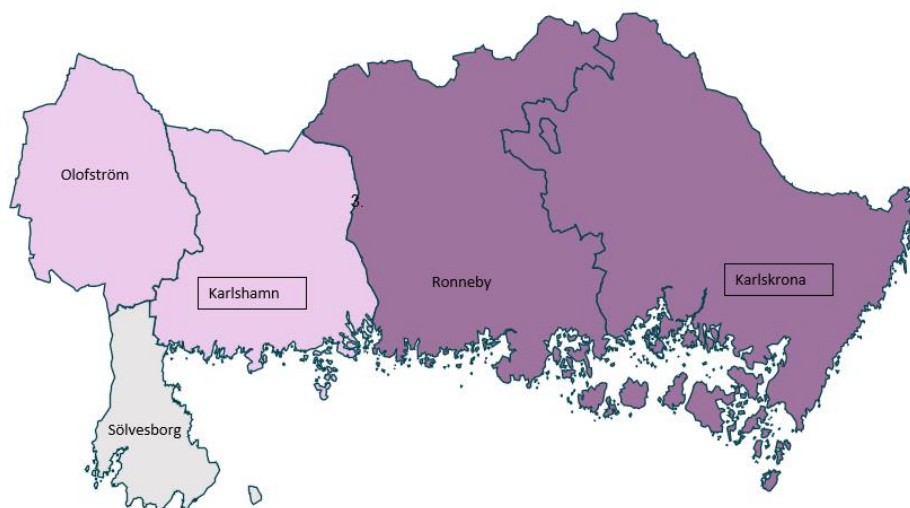 Olofström
3.
Karlshamn
Ronneby
Karlskrona
Sölvesborg